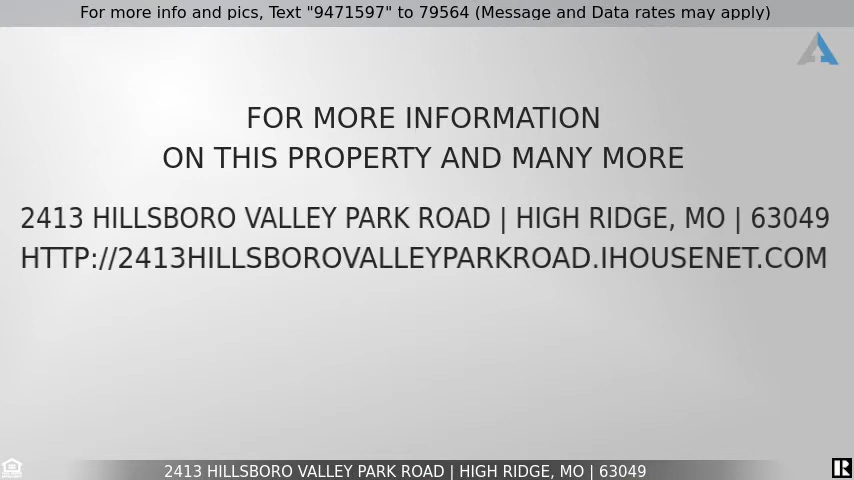 For more info and pics, Text "9471597" to 79564 (Message and Data rates may apply)
FOR MORE INFORMATION
ON THIS PROPERTY AND MANY MORE
2413 HILLSBORO VALLEY PARK ROAD | HIGH RIDGE, MO | 63049
HTTP://2413HILLSBOROVALLEYPARKROAD.IHOUSENET.COM
2413 HILLSBORO VALLEY PARK ROAD | HIGH RIDGE, MO | 63049